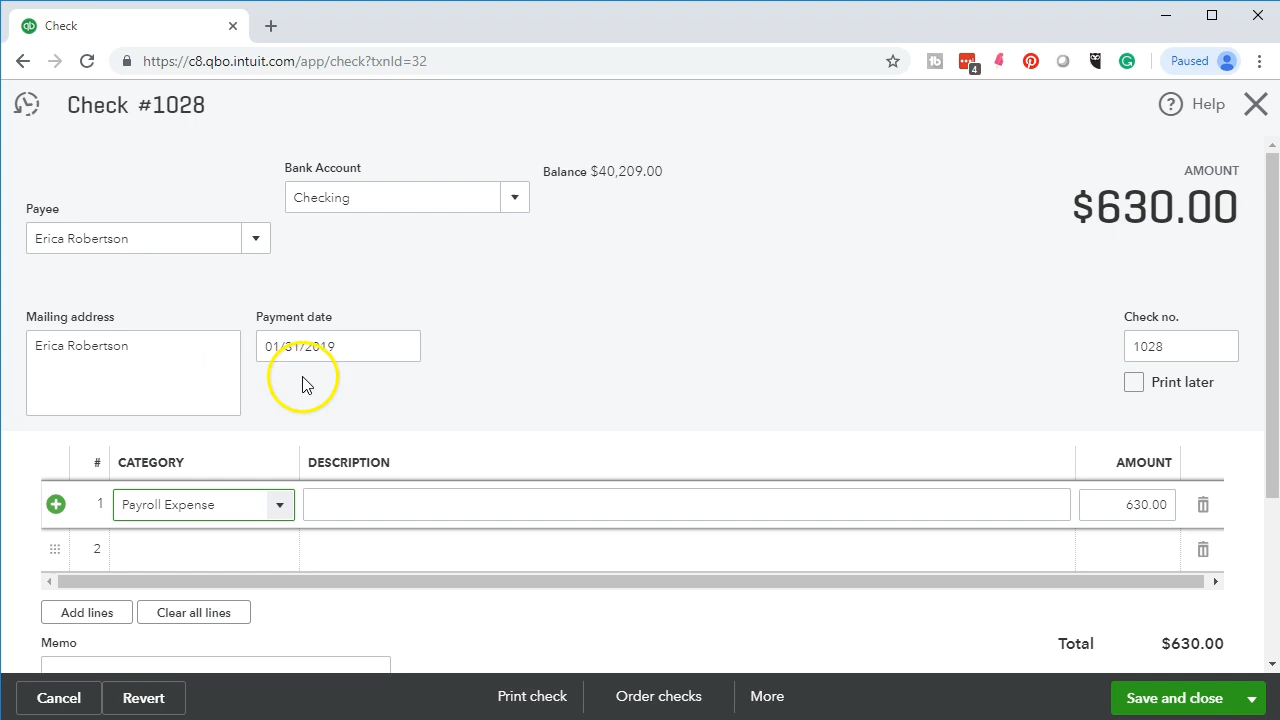 qb Check
https://c8.qbo.intuit.com/app/check?txnId=32
4
Paused
Check #1028
Help
Bank Account
Balance $40,209.00
AMOUNT
Checking
$630.00
Payee
Erica Robertson
Mailing address
Payment date
Check no.
Erica Robertson
01/31/2019
1028
Print later
# CATEGORY DESCRIPTION AMOUNT
1 Payroll Expense 630.00
2
Add lines Clear all lines
Memo
Total $630.00
Cancel Revert Print check Order checks More Save and close